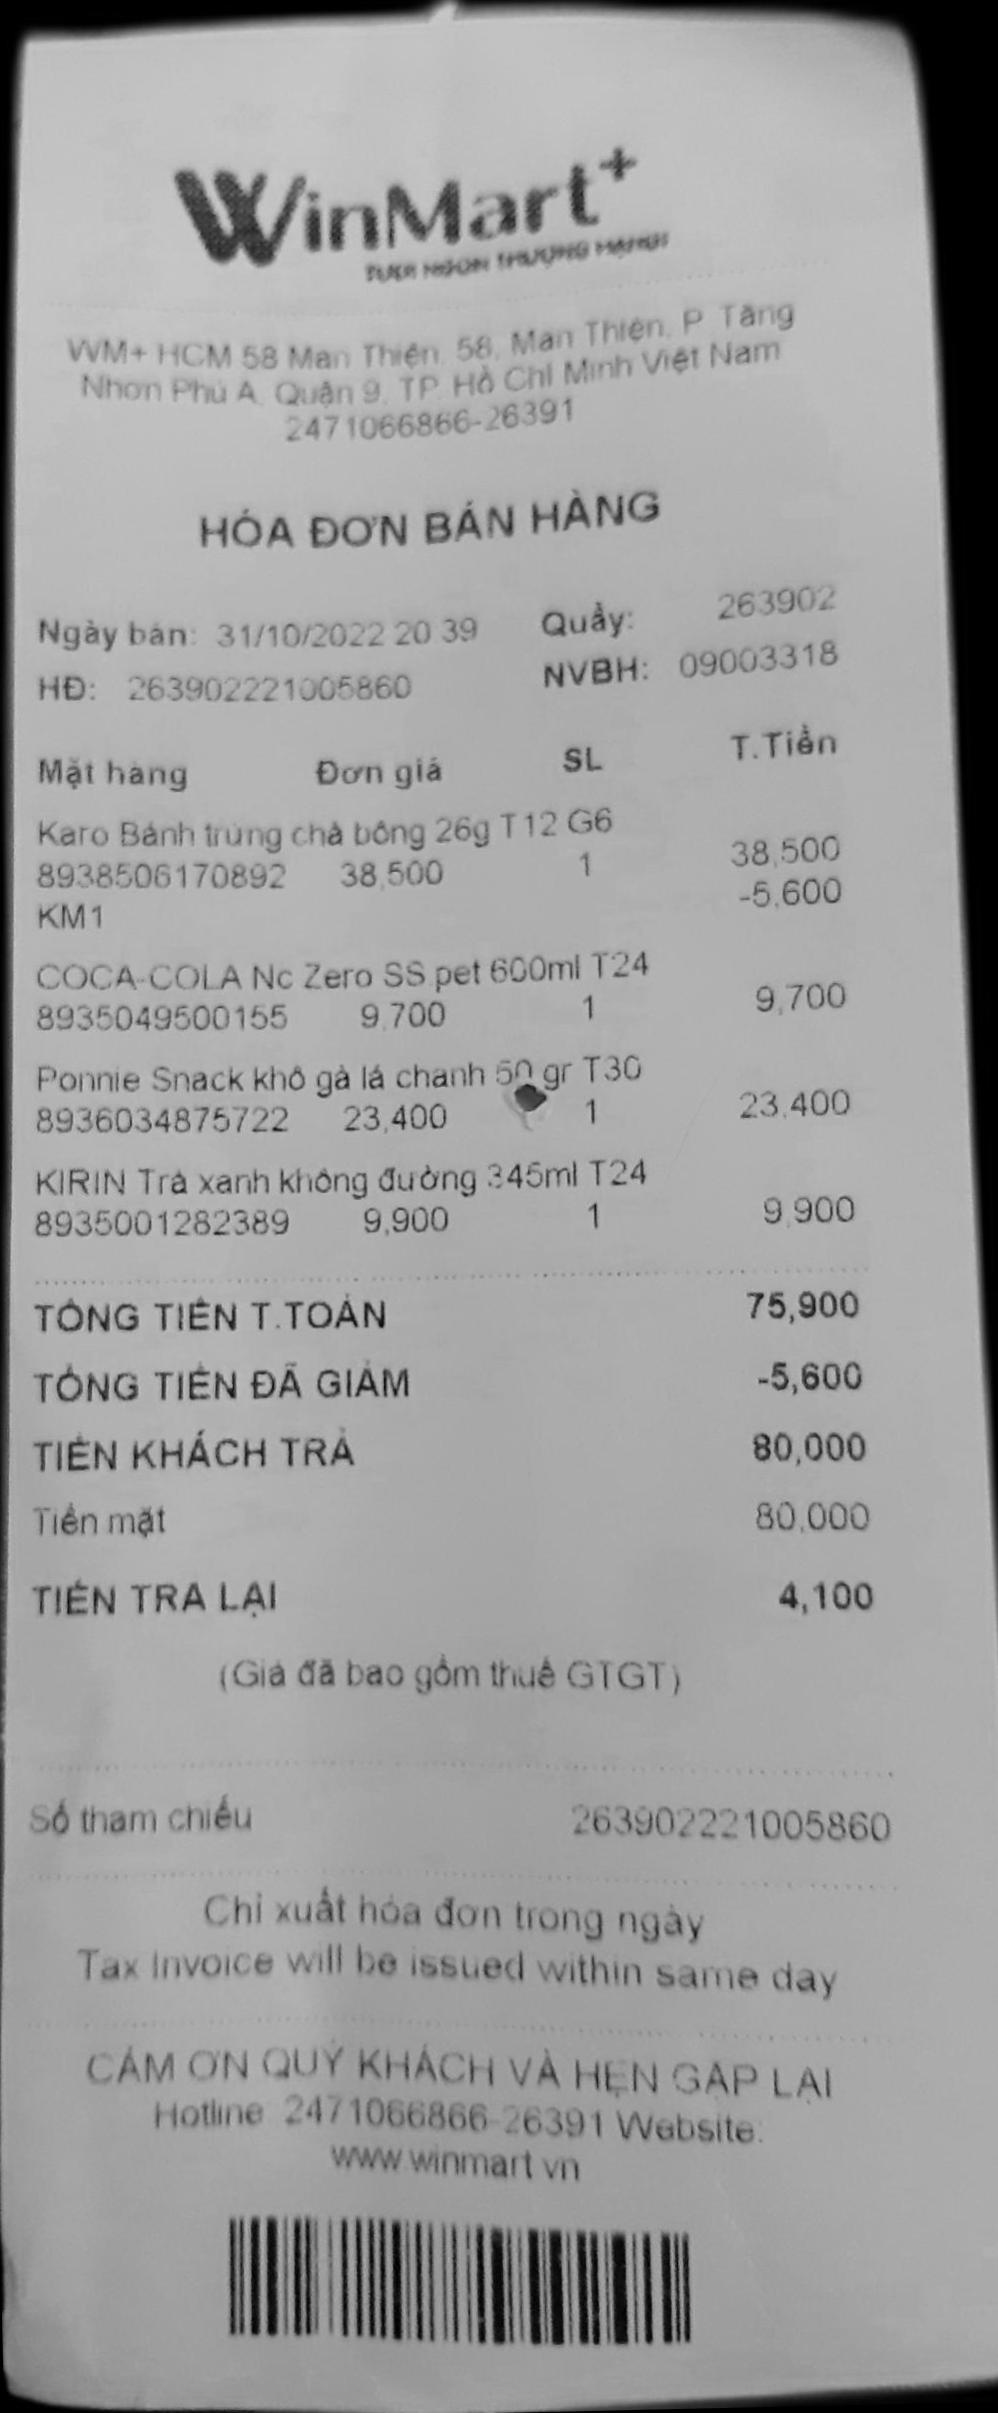 WinMart+
TƯƠI NGON THƯỢNG HẠNG!
WM+ HCM 58 Man Thiện, 58, Man Thiện, P. Tăng
Nhơn Phú A, Quận 9, TP. Hồ Chí Minh Việt Nam
2471066866-26391
HÓA ĐƠN BÁN HÀNG
Ngày bán: 31/10/2022 20:39 Quầy: 263902
HĐ: 263902221005860 NVBH: 09003318
Mặt hàng Đơn giá SL T.Tiền
Karo Bánh trứng chà bông 26g T12 G6
8938506170892 38,500 1 38,500
KM1 -5,600
COCA-COLA Nc Zero SS pet 600ml T24
8935049500155 9,700 1 9,700
Ponnie Snack khô gà lá chanh 50 gr T30
8936034875722 23,400 1 23,400
KIRIN Trà xanh không đường 345ml T24
8935001282389 9,900 1 9,900
TỔNG TIỀN T.TOÁN 75,900
TỔNG TIỀN ĐÃ GIẢM -5,600
TIỀN KHÁCH TRẢ 80,000
Tiền mặt 80,000
TIỀN TRẢ LẠI 4,100
(Giá đã bao gồm thuế GTGT)
Số tham chiếu 263902221005860
Chỉ xuất hóa đơn trong ngày
Tax Invoice will be issued within same day
CẢM ƠN QUÝ KHÁCH VÀ HẸN GẶP LẠI
Hotline: 2471066866-26391 Website:
www.winmart.vn